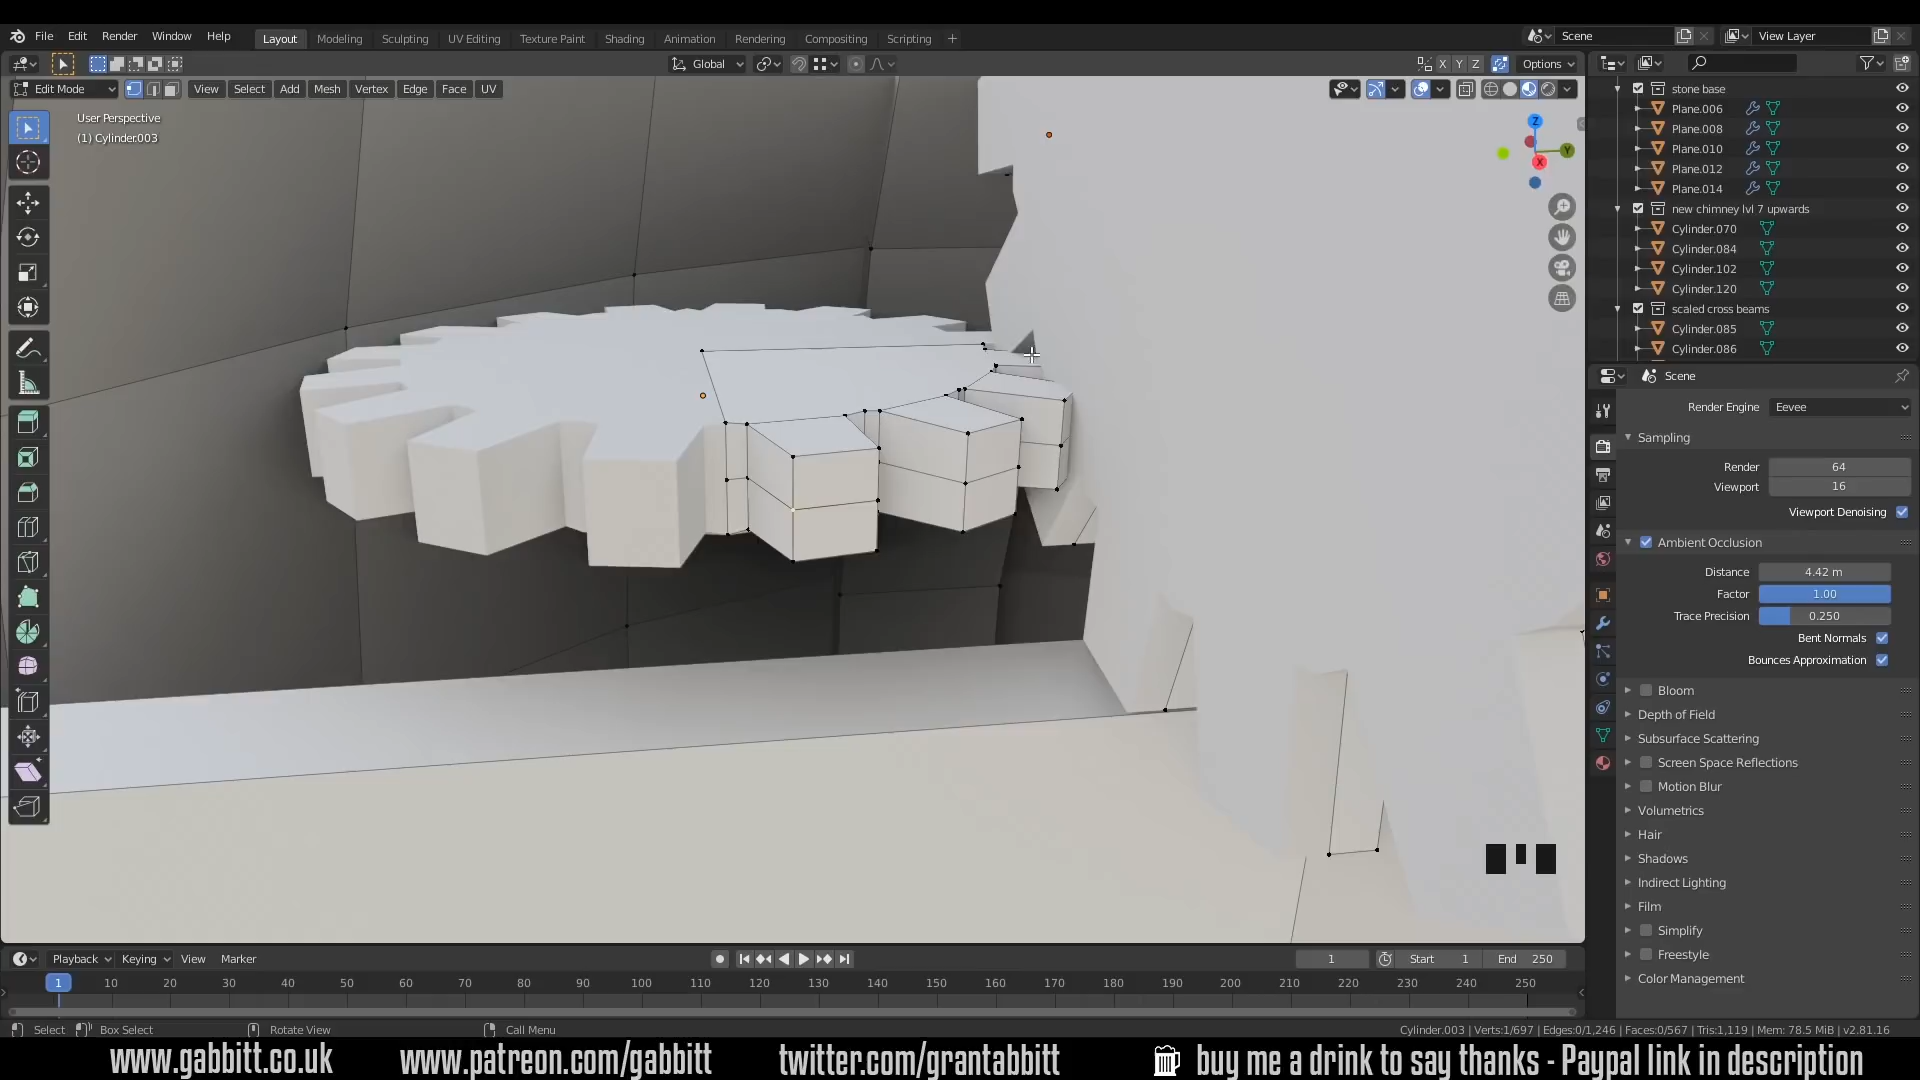 File Edit Render Window Help Layout Modeling Sculpting UV Editing Texture Paint Shading Animation Rendering Compositing Scripting + Scene View Layer
Global X Y Z Options
Edit Mode View Select Add Mesh Vertex Edge Face UV
User Perspective
(1) Cylinder.003
Z
Y
X
stone base
Plane.006
Plane.008
Plane.010
Plane.012
Plane.014
new chimney lvl 7 upwards
Cylinder.070
Cylinder.084
Cylinder.102
Cylinder.120
scaled cross beams
Cylinder.085
Cylinder.086
Scene
Render Engine Eevee
Sampling
Render 64
Viewport 16
Viewport Denoising
Ambient Occlusion
Distance 4.42 m
Factor 1.00
Trace Precision 0.250
Bent Normals
Bounces Approximation
Bloom
Depth of Field
Subsurface Scattering
Screen Space Reflections
Motion Blur
Volumetrics
Hair
Shadows
Indirect Lighting
Film
Simplify
Freestyle
Color Management
Playback Keying View Marker 1 Start 1 End 250
1 10 20 30 40 50 60 70 80 90 100 110 120 130 140 150 160 170 180 190 200 210 220 230 240 250
Select Box Select Rotate View Call Menu Cylinder.003 | Verts:1/697 | Edges:0/1,246 | Faces:0/567 | Tris:1,119 | Mem: 78.5 MiB | v2.81.16
www.gabbitt.co.uk www.patreon.com/gabbitt twitter.com/grantabbitt buy me a drink to say thanks - Paypal link in description